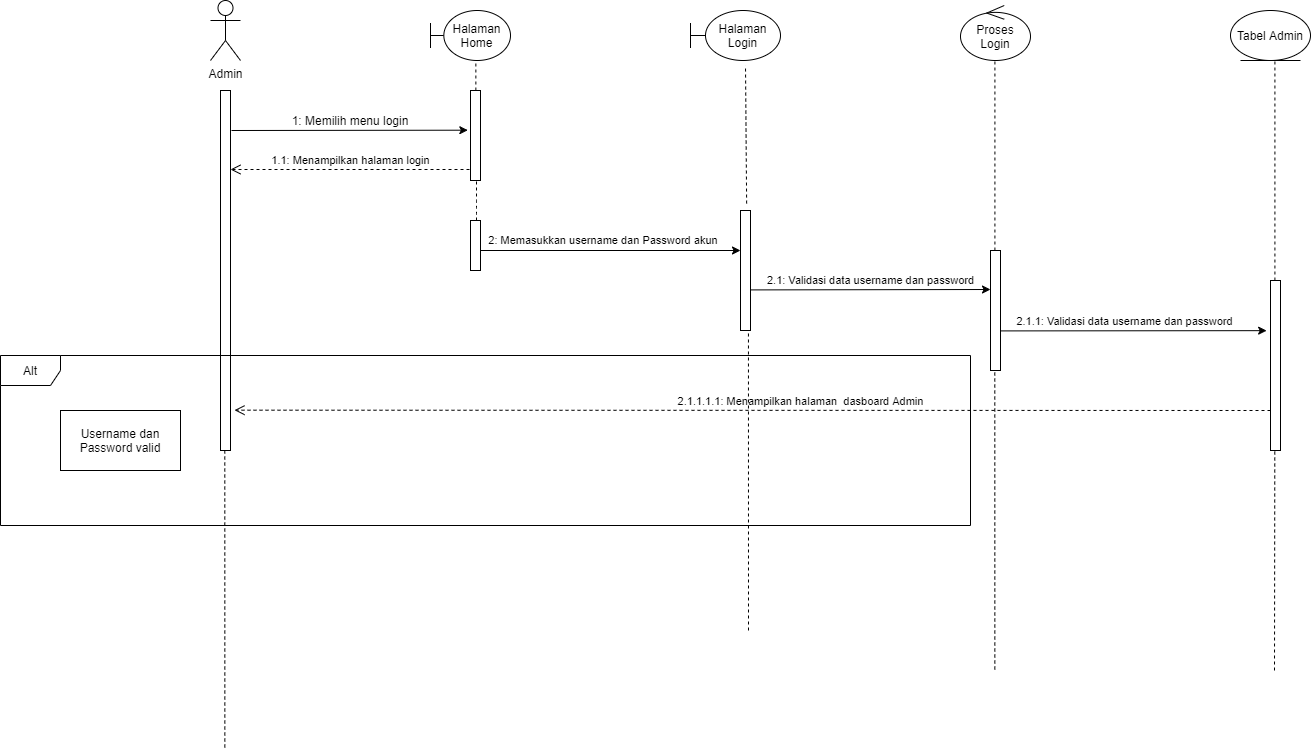 Admin
Halaman
Home
Halaman
Login
Proses
Login
Tabel Admin
1: Memilih menu login
1.1: Menampilkan halaman login
2: Memasukkan username dan Password akun
2.1: Validasi data username dan password
2.1.1: Validasi data username dan password
Alt
2.1.1.1.1: Menampilkan halaman dasboard Admin
Username dan
Password valid